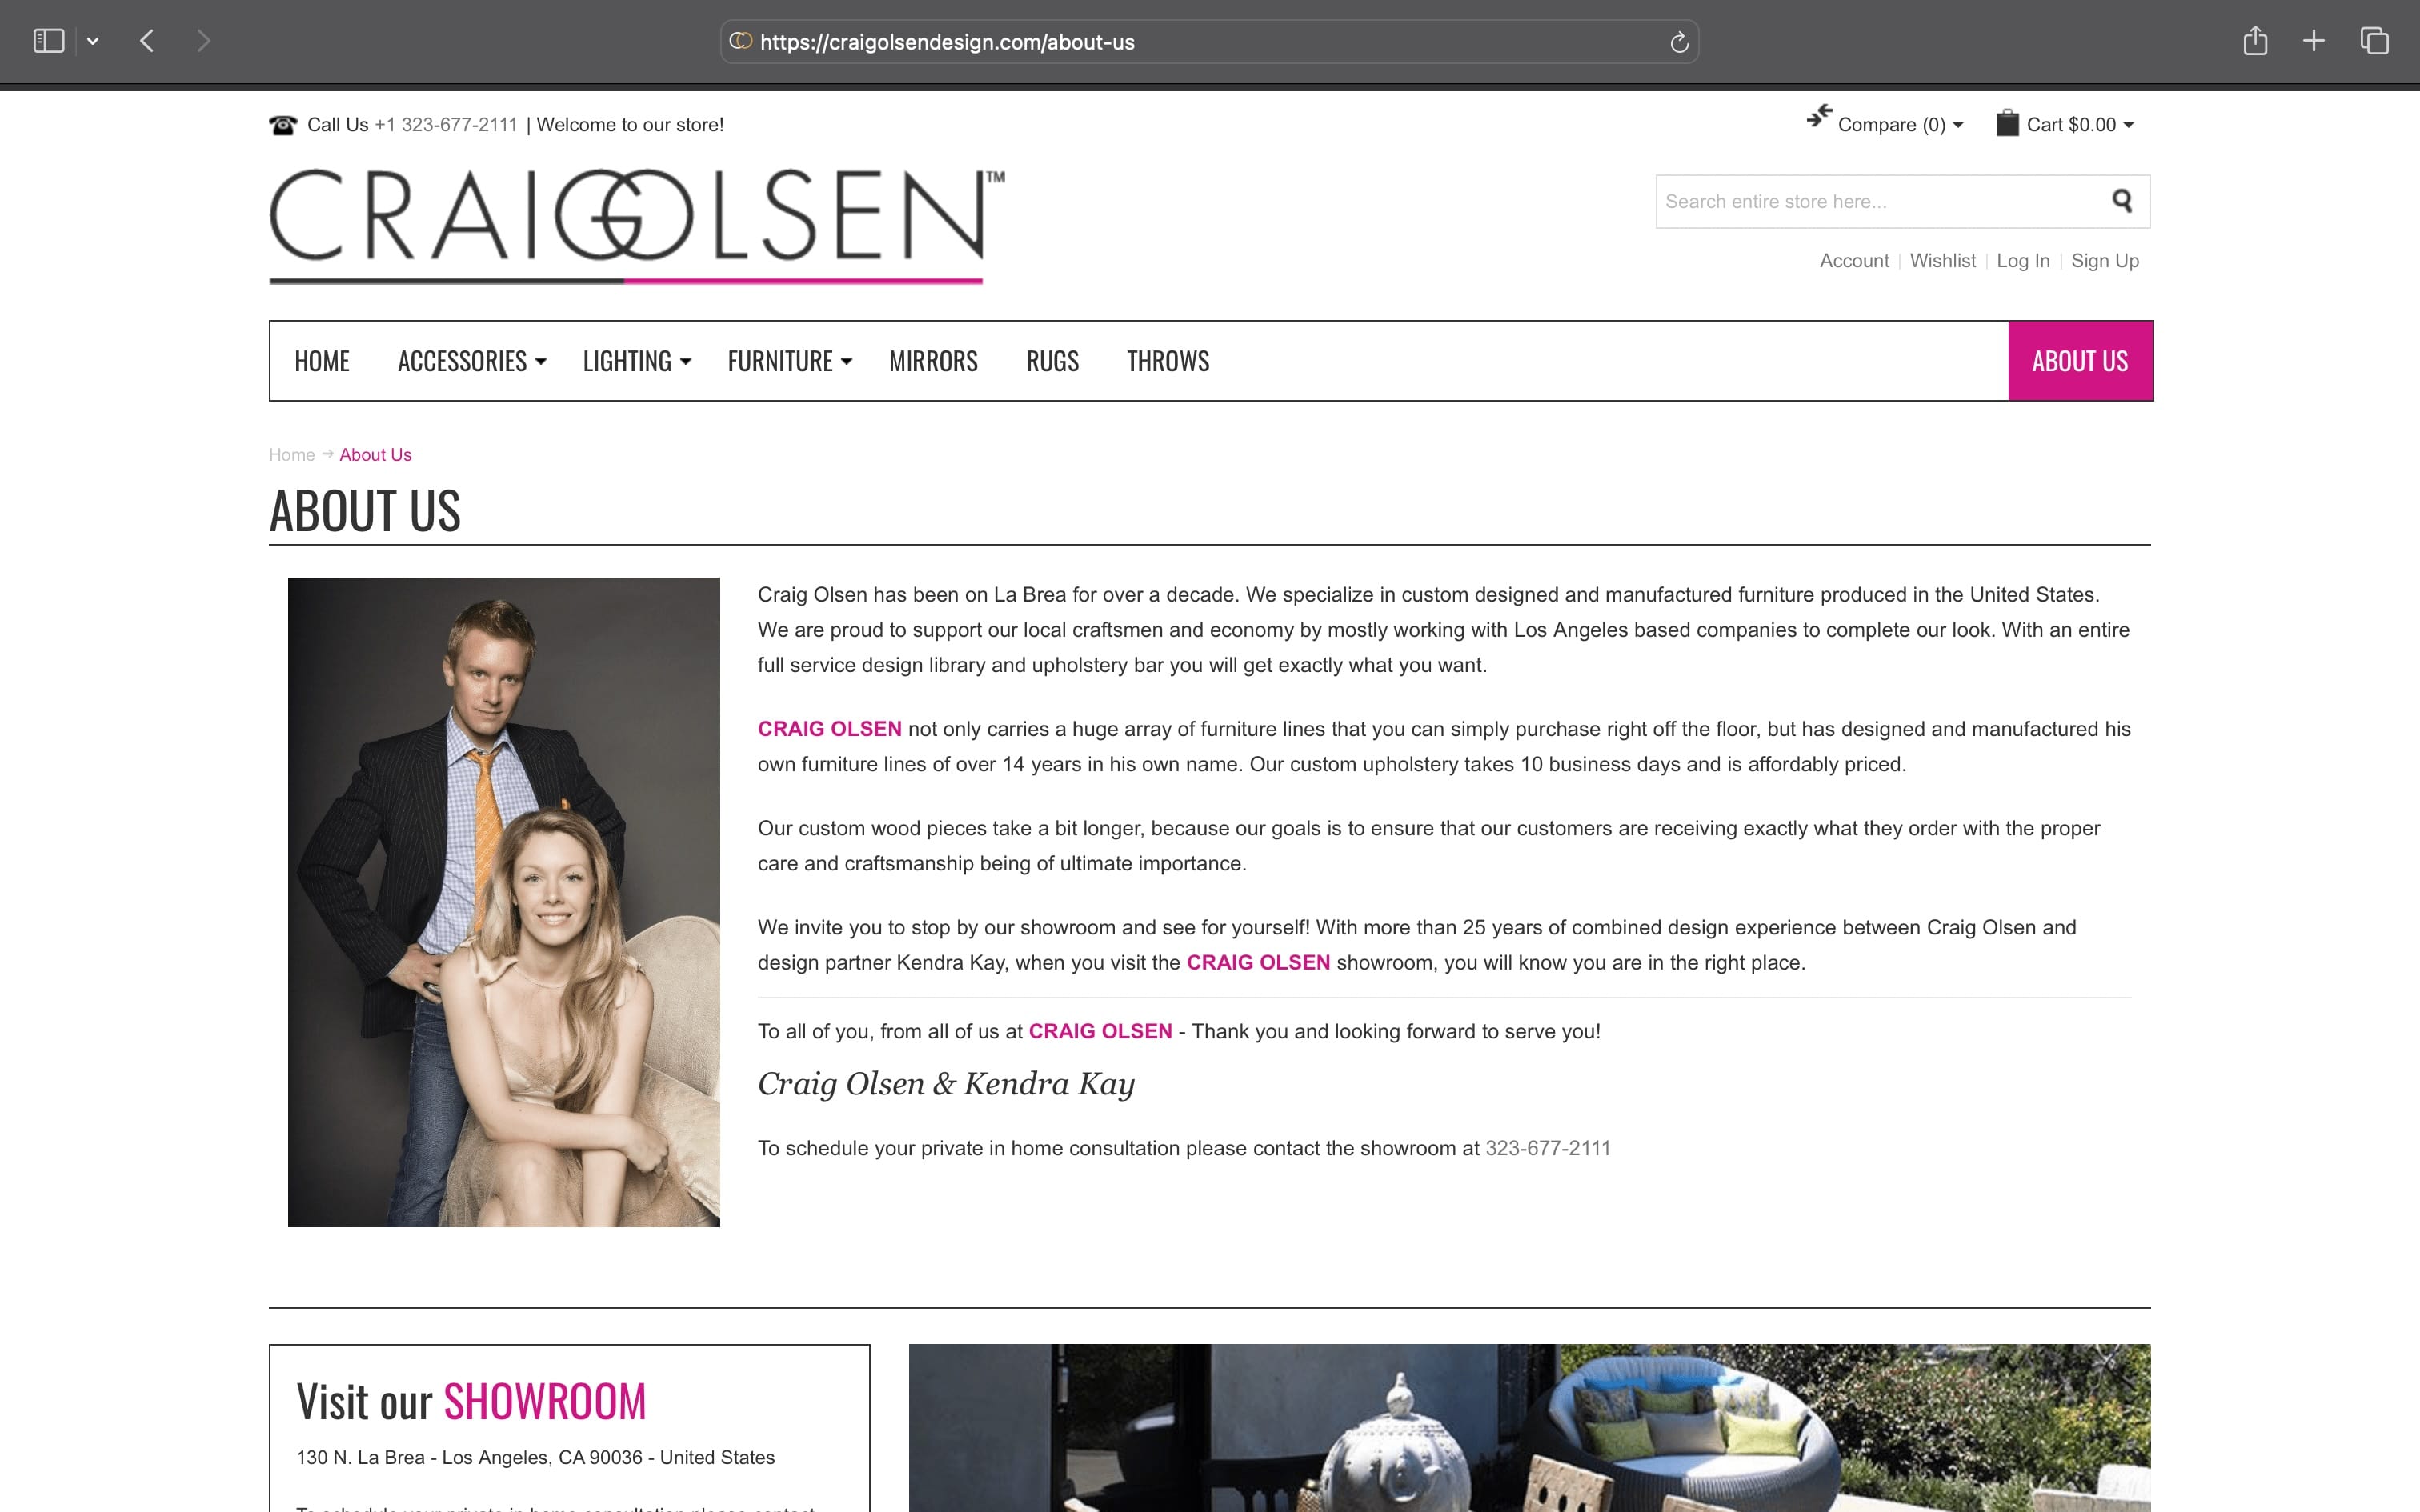 https://craigolsendesign.com/about-us
Call Us +1 323-677-2111 | Welcome to our store!
Compare (0)
Cart $0.00
CRAIGOLSEN™
Search entire store here...
Account | Wishlist | Log In | Sign Up
HOME
ACCESSORIES
LIGHTING
FURNITURE
MIRRORS
RUGS
THROWS
ABOUT US
Home → About Us
ABOUT US
Craig Olsen has been on La Brea for over a decade. We specialize in custom designed and manufactured furniture produced in the United States.
We are proud to support our local craftsmen and economy by mostly working with Los Angeles based companies to complete our look. With an entire
full service design library and upholstery bar you will get exactly what you want.
CRAIG OLSEN not only carries a huge array of furniture lines that you can simply purchase right off the floor, but has designed and manufactured his
own furniture lines of over 14 years in his own name. Our custom upholstery takes 10 business days and is affordably priced.
Our custom wood pieces take a bit longer, because our goals is to ensure that our customers are receiving exactly what they order with the proper
care and craftsmanship being of ultimate importance.
We invite you to stop by our showroom and see for yourself! With more than 25 years of combined design experience between Craig Olsen and
design partner Kendra Kay, when you visit the CRAIG OLSEN showroom, you will know you are in the right place.
To all of you, from all of us at CRAIG OLSEN - Thank you and looking forward to serve you!
Craig Olsen & Kendra Kay
To schedule your private in home consultation please contact the showroom at 323-677-2111
Visit our SHOWROOM
130 N. La Brea - Los Angeles, CA 90036 - United States
To schedule your private in home consultation please contact